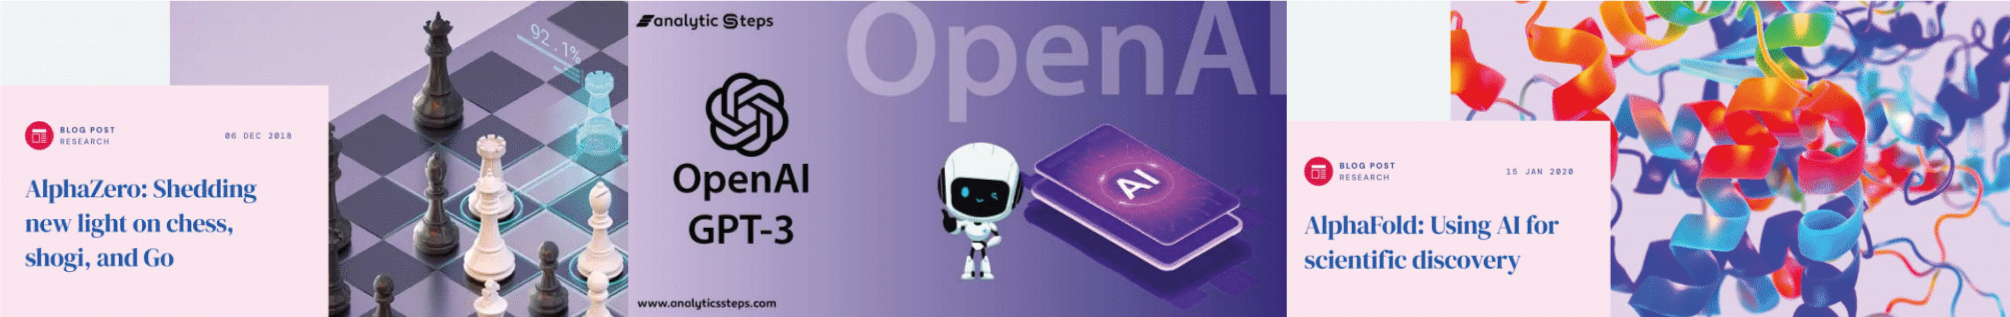 BLOG POST
RESEARCH
06 DEC 2018
AlphaZero: Shedding
new light on chess,
shogi, and Go
92.1%
analytic Steps
OpenAI
OpenAI
GPT-3
AI
www.analyticssteps.com
BLOG POST
RESEARCH
15 JAN 2020
AlphaFold: Using AI for
scientific discovery